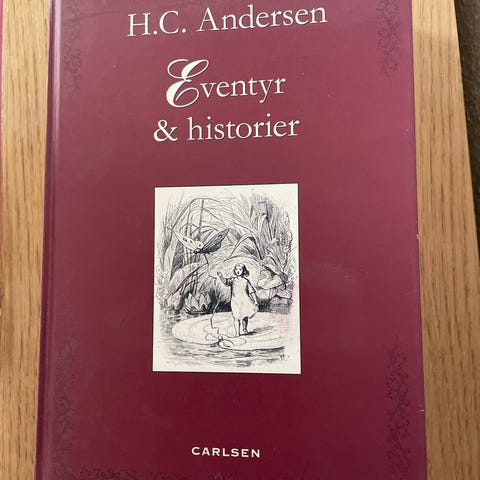 H.C. Andersen
Eventyr
& historier
CARLSEN